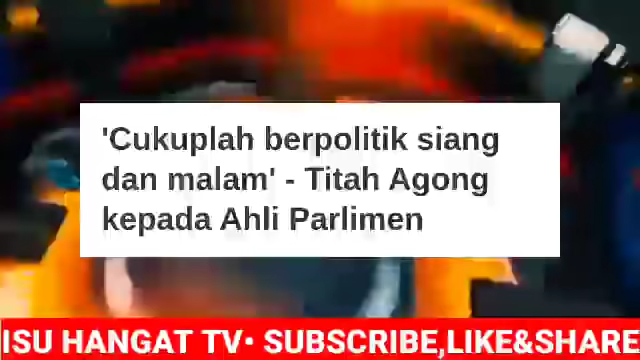 'Cukuplah berpolitik siang
dan malam' - Titah Agong
kepada Ahli Parlimen
ISU HANGAT TV• SUBSCRIBE,LIKE&SHARE